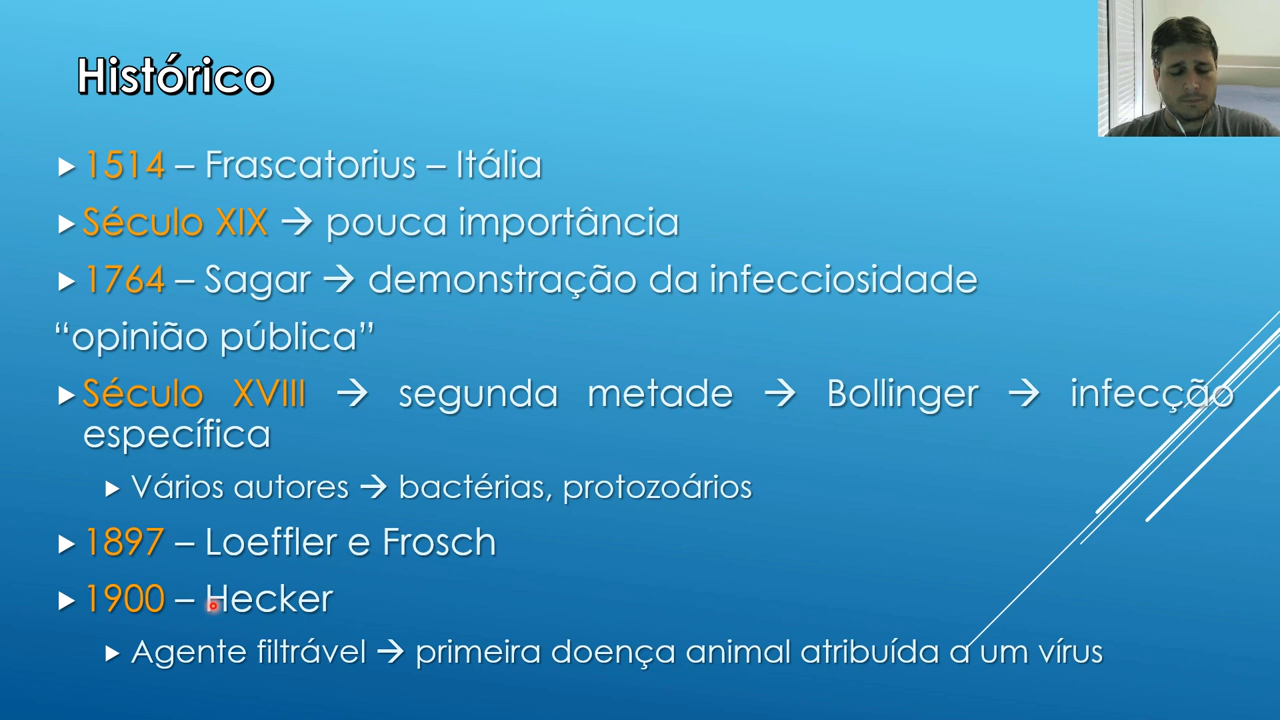 Histórico
1514 – Frascatorius – Itália
Século XIX → pouca importância
1764 – Sagar → demonstração da infecciosidade
“opinião pública”
Século XVIII → segunda metade → Bollinger → infecção
específica
Vários autores → bactérias, protozoários
1897 – Loeffler e Frosch
1900 – Hecker
Agente filtrável → primeira doença animal atribuída a um vírus